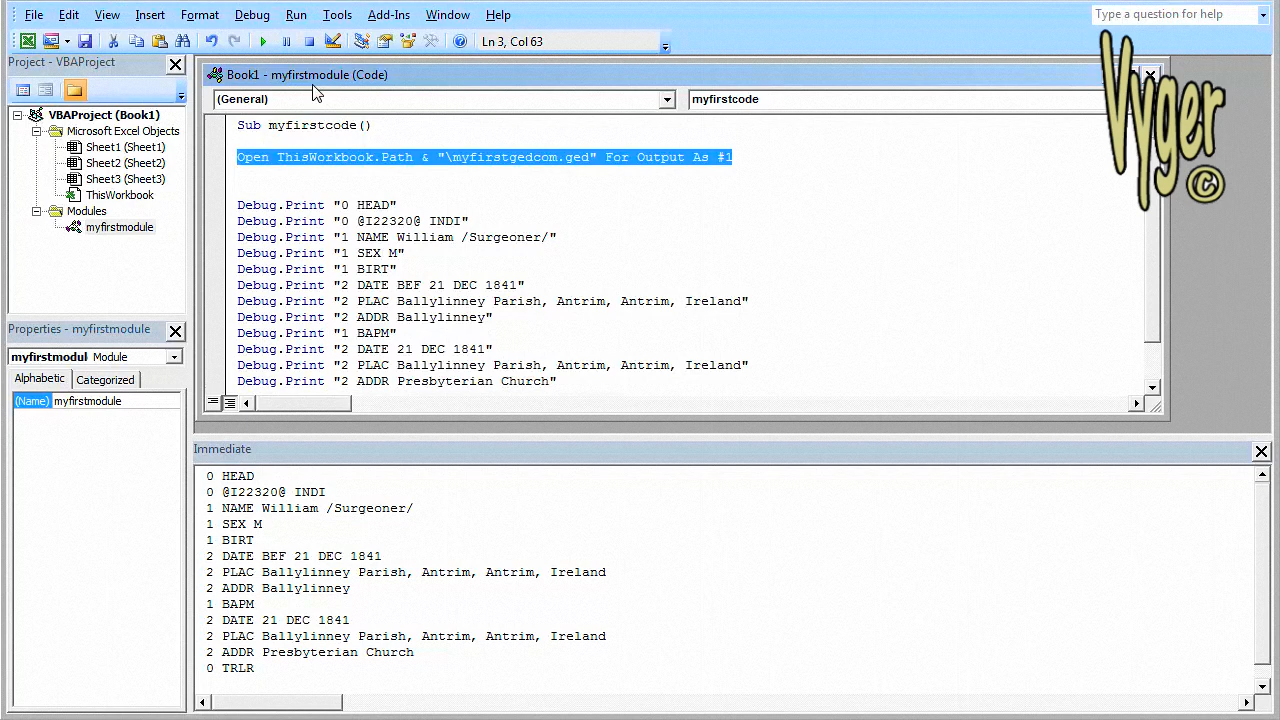 File Edit View Insert Format Debug Run Tools Add-Ins Window Help
Type a question for help
Ln 3, Col 63
Project - VBAProject
VBAProject (Book1)
Microsoft Excel Objects
Sheet1 (Sheet1)
Sheet2 (Sheet2)
Sheet3 (Sheet3)
ThisWorkbook
Modules
myfirstmodule
Properties - myfirstmodule
myfirstmodul Module
Alphabetic Categorized
(Name) myfirstmodule
Book1 - myfirstmodule (Code)
(General) myfirstcode
Sub myfirstcode()
Open ThisWorkbook.Path & "\myfirstgedcom.ged" For Output As #1
Debug.Print "0 HEAD"
Debug.Print "0 @I22320@ INDI"
Debug.Print "1 NAME William /Surgeoner/"
Debug.Print "1 SEX M"
Debug.Print "1 BIRT"
Debug.Print "2 DATE BEF 21 DEC 1841"
Debug.Print "2 PLAC Ballylinney Parish, Antrim, Antrim, Ireland"
Debug.Print "2 ADDR Ballylinney"
Debug.Print "1 BAPM"
Debug.Print "2 DATE 21 DEC 1841"
Debug.Print "2 PLAC Ballylinney Parish, Antrim, Antrim, Ireland"
Debug.Print "2 ADDR Presbyterian Church"
Vyger ©
Immediate
0 HEAD
0 @I22320@ INDI
1 NAME William /Surgeoner/
1 SEX M
1 BIRT
2 DATE BEF 21 DEC 1841
2 PLAC Ballylinney Parish, Antrim, Antrim, Ireland
2 ADDR Ballylinney
1 BAPM
2 DATE 21 DEC 1841
2 PLAC Ballylinney Parish, Antrim, Antrim, Ireland
2 ADDR Presbyterian Church
0 TRLR